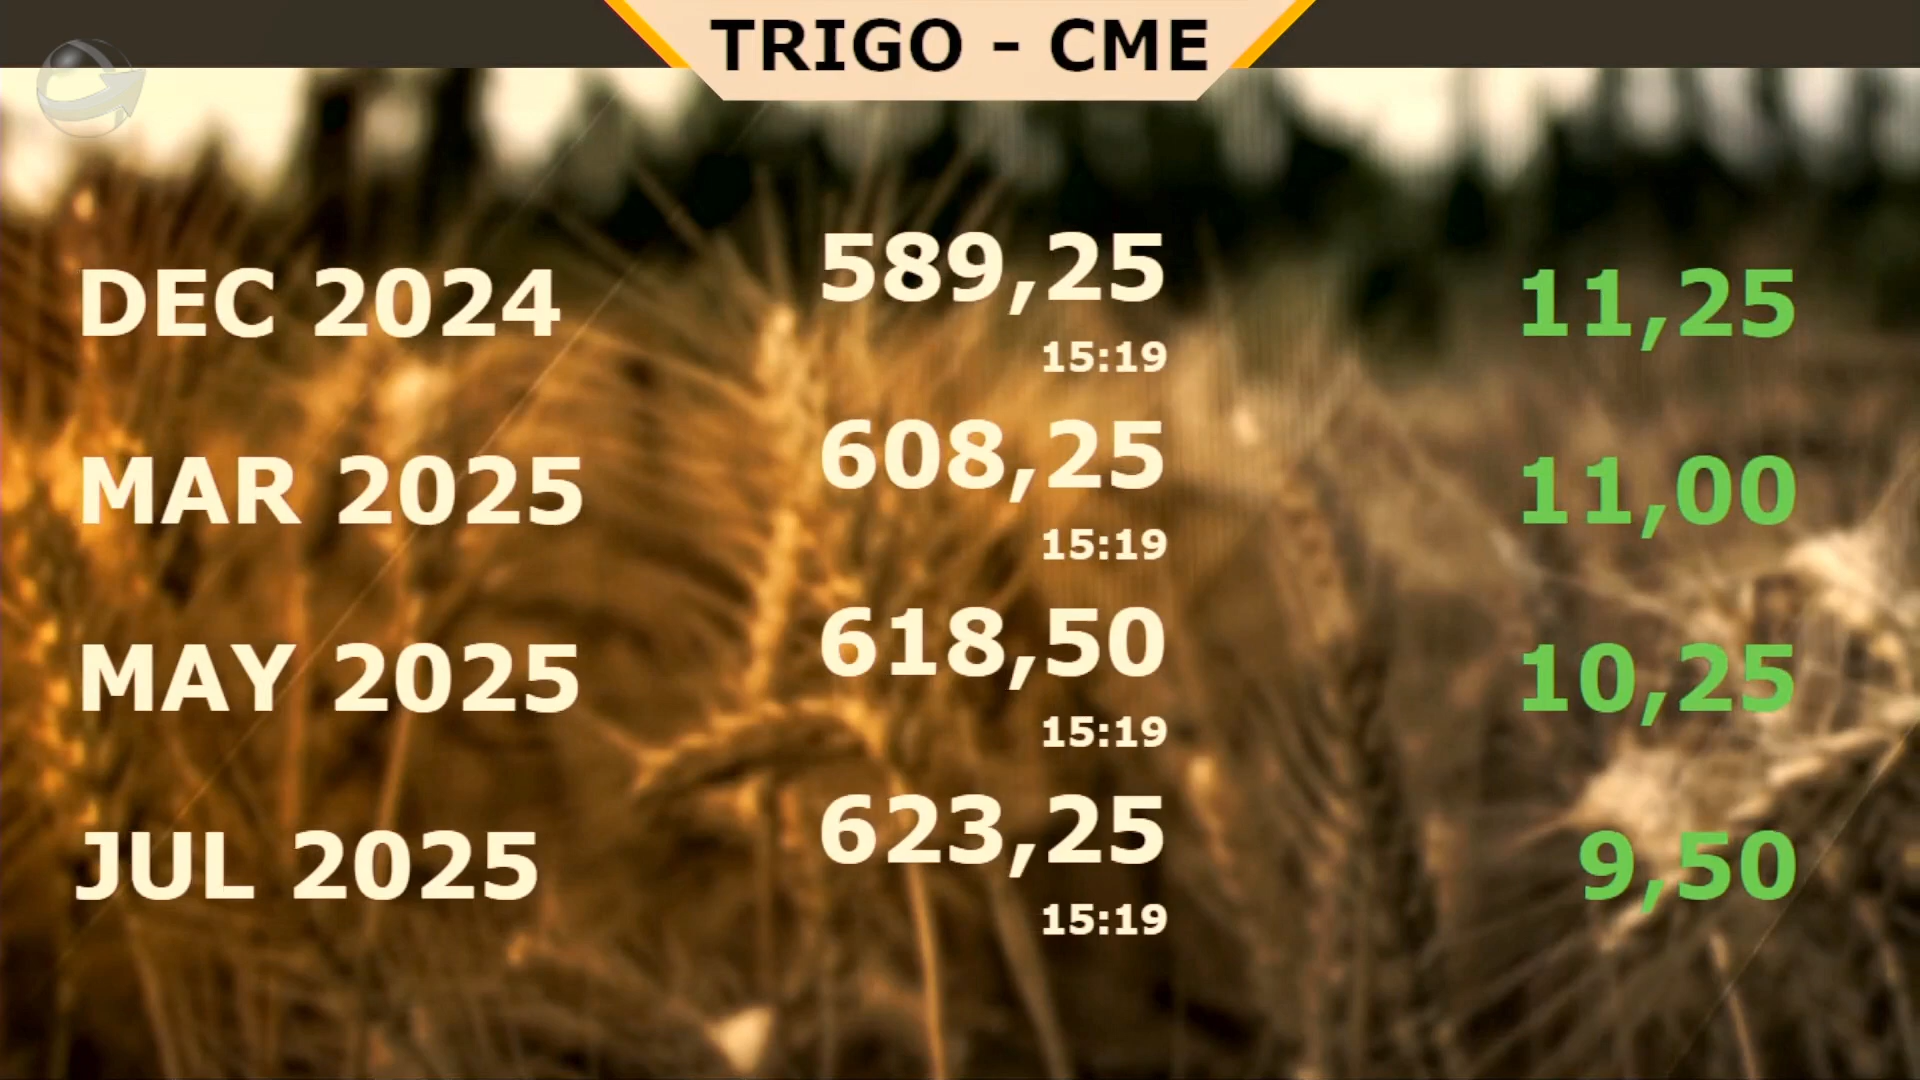 TRIGO - CME
DEC 2024 589,25 11,25
15:19
MAR 2025 608,25 11,00
15:19
MAY 2025 618,50 10,25
15:19
JUL 2025 623,25 9,50
15:19